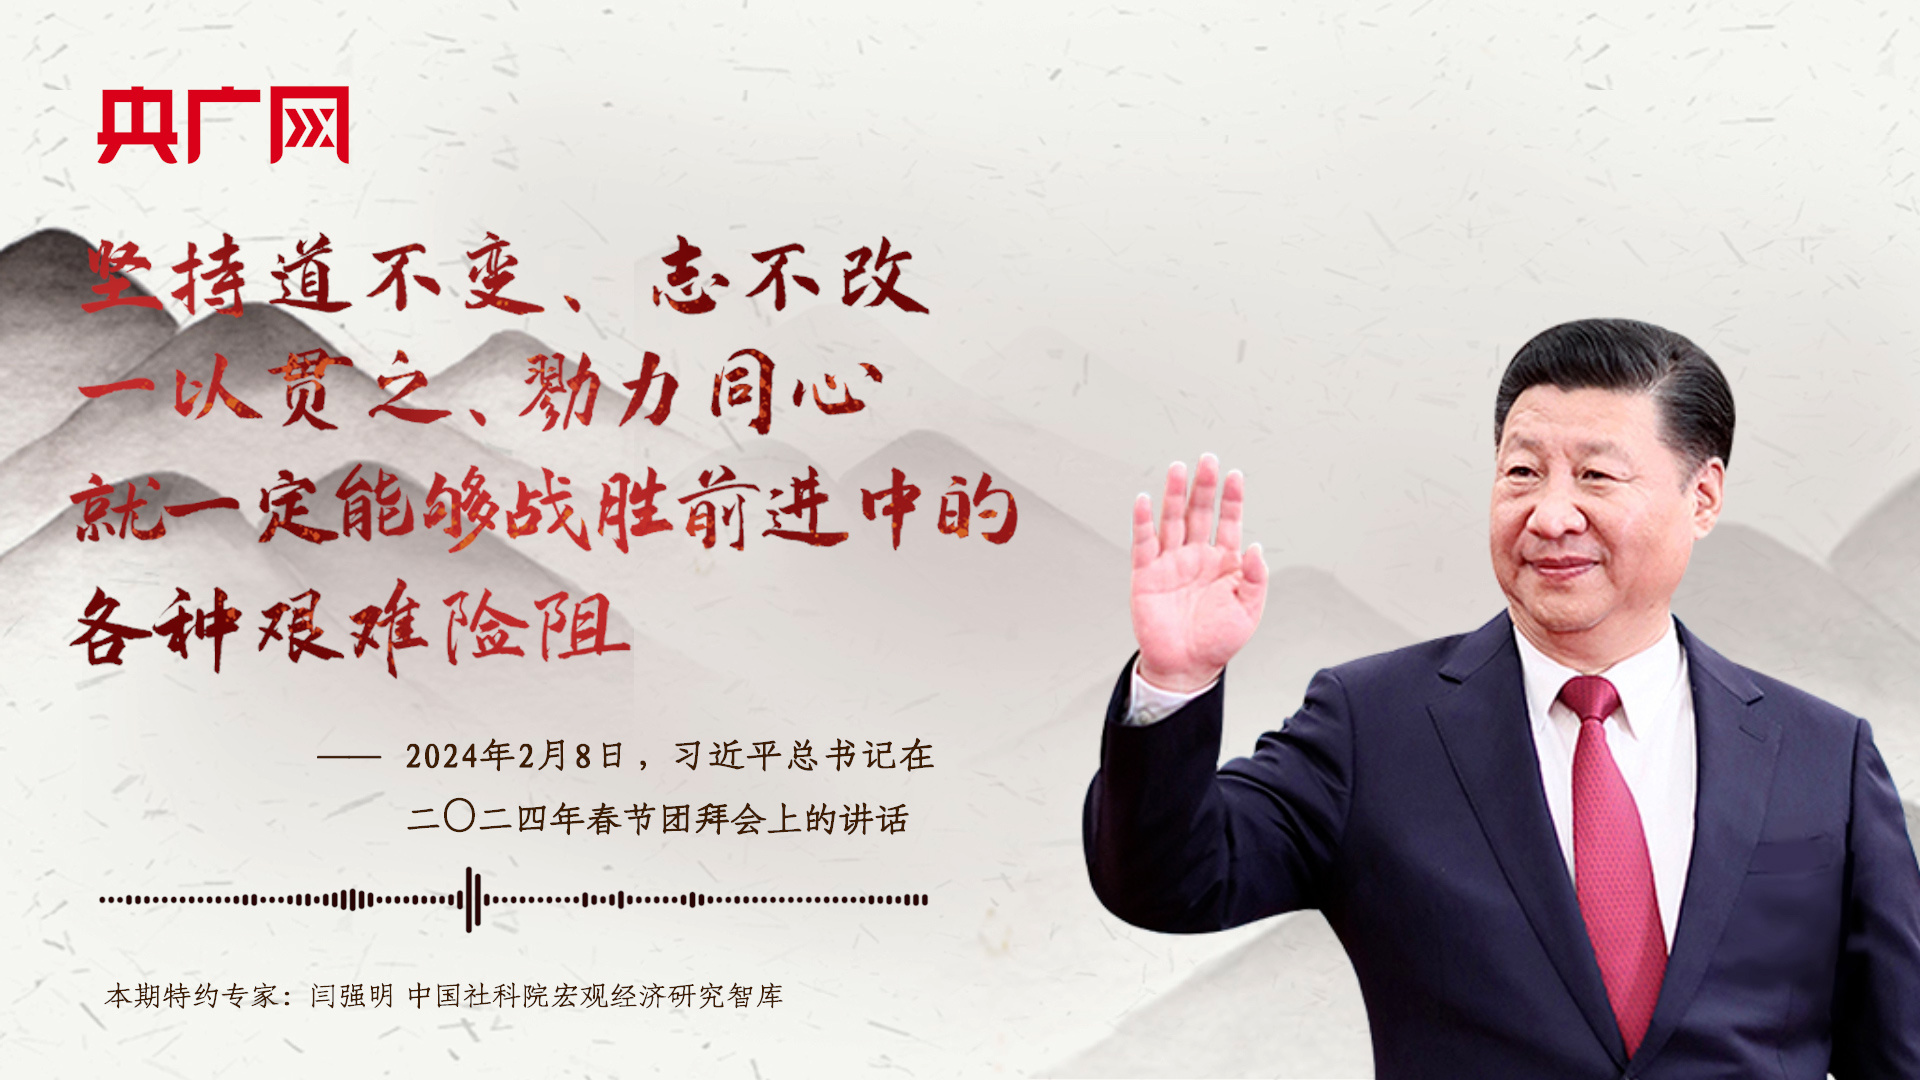 央广网
坚持道不变、志不改
一以贯之、勠力同心
就一定能够战胜前进中的
各种艰难险阻
—— 2024年2月8日，习近平总书记在
二〇二四年春节团拜会上的讲话
本期特约专家：闫强明 中国社科院宏观经济研究智库